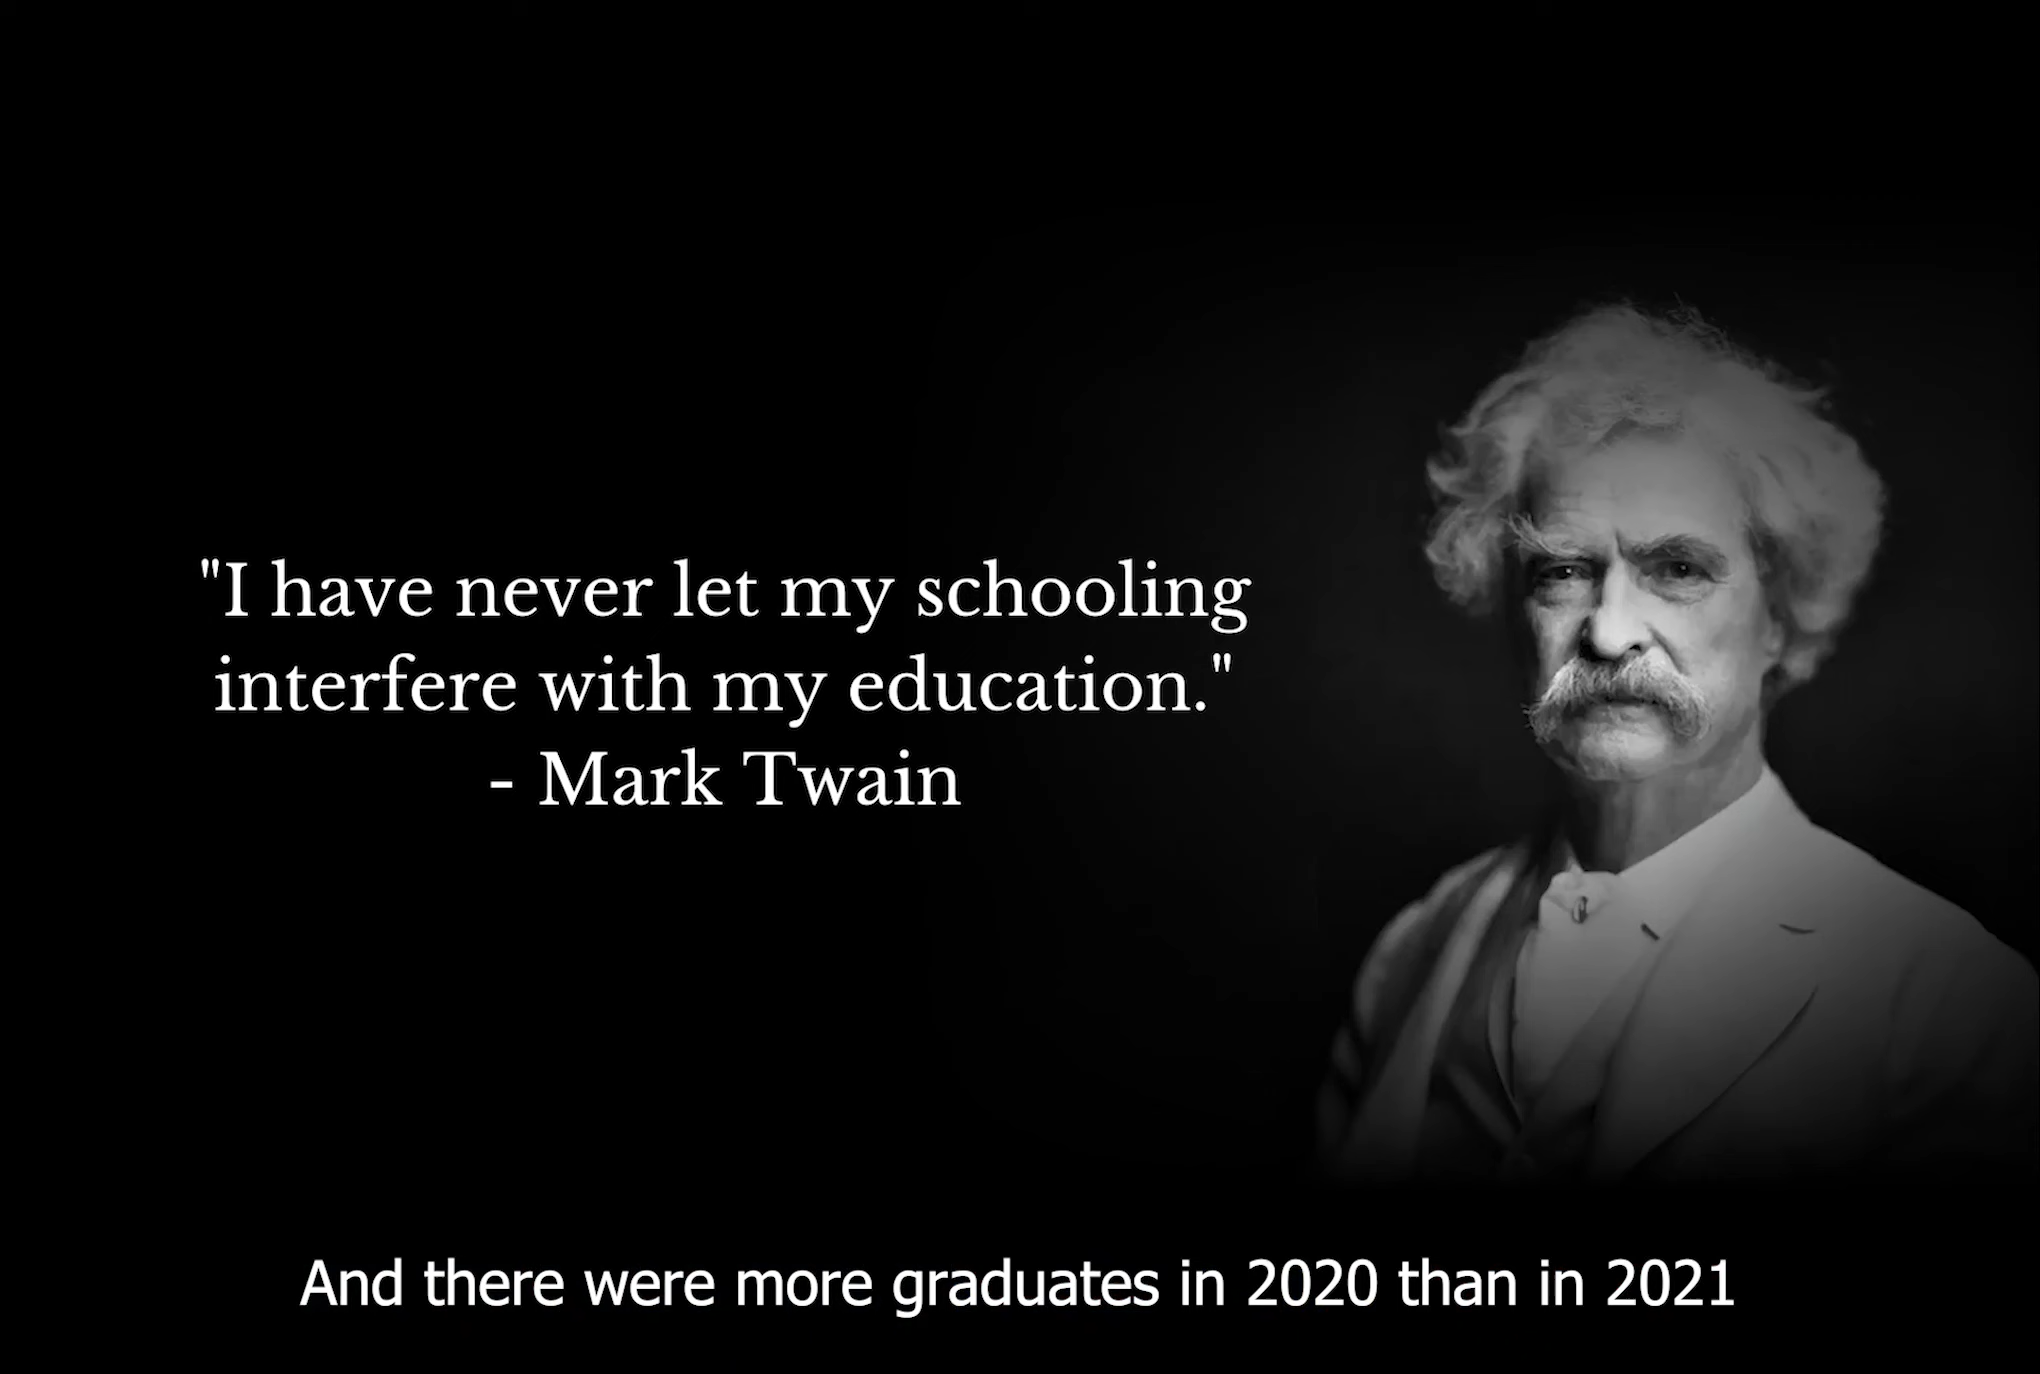 "I have never let my schooling
interfere with my education."
- Mark Twain
And there were more graduates in 2020 than in 2021